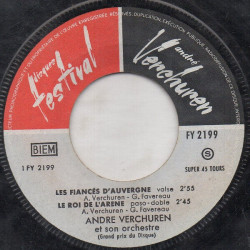 disques festival
andré Verchuren
FY 2199
BIEM
1 FY 2199
S
SUPER 45 TOURS
LES FIANCÉS D'AUVERGNE valse 2'55
A. Verchuren - G. Favereau
LE ROI DE L'ARENE paso-doble 2'45
A. Verchuren - G. Favereau
ANDRE VERCHUREN
et son orchestre
(Grand prix du Disque)